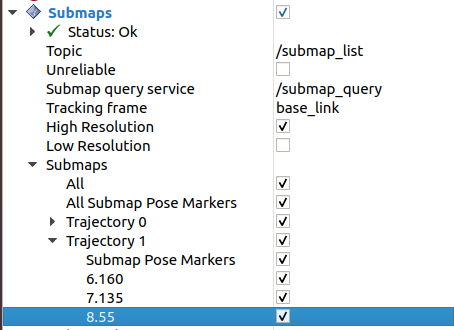 Submaps
Status: Ok
Topic /submap_list
Unreliable
Submap query service /submap_query
Tracking frame base_link
High Resolution
Low Resolution
Submaps
All
All Submap Pose Markers
Trajectory 0
Trajectory 1
Submap Pose Markers
6.160
7.135
8.55